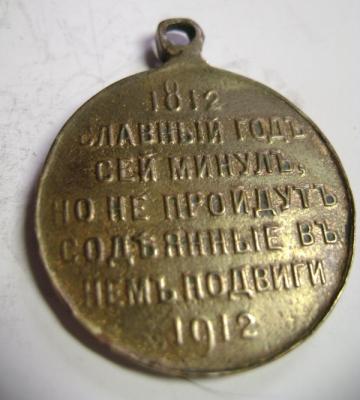 1812
СЛАВНЫЙ ГОДЪ
СЕЙ МИНУЛЪ,
НО НЕ ПРОЙДУТЪ
СОДѢЯННЫЕ ВЪ
НЕМЪ ПОДВИГИ
1912